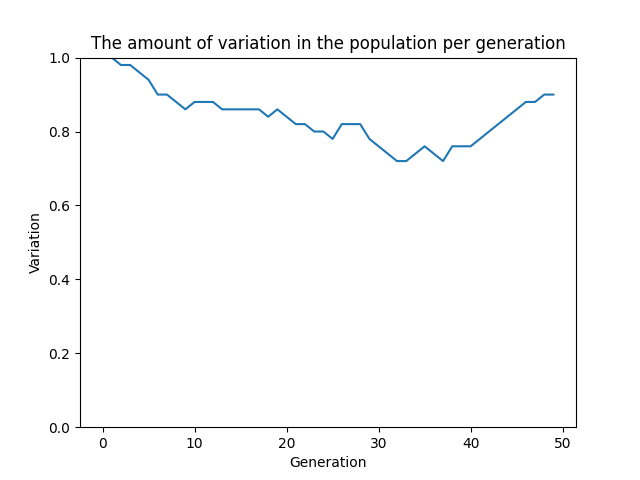 The amount of variation in the population per generation
1.0
0.8
0.6
0.4
0.2
0.0
Variation
0 10 20 30 40 50
Generation